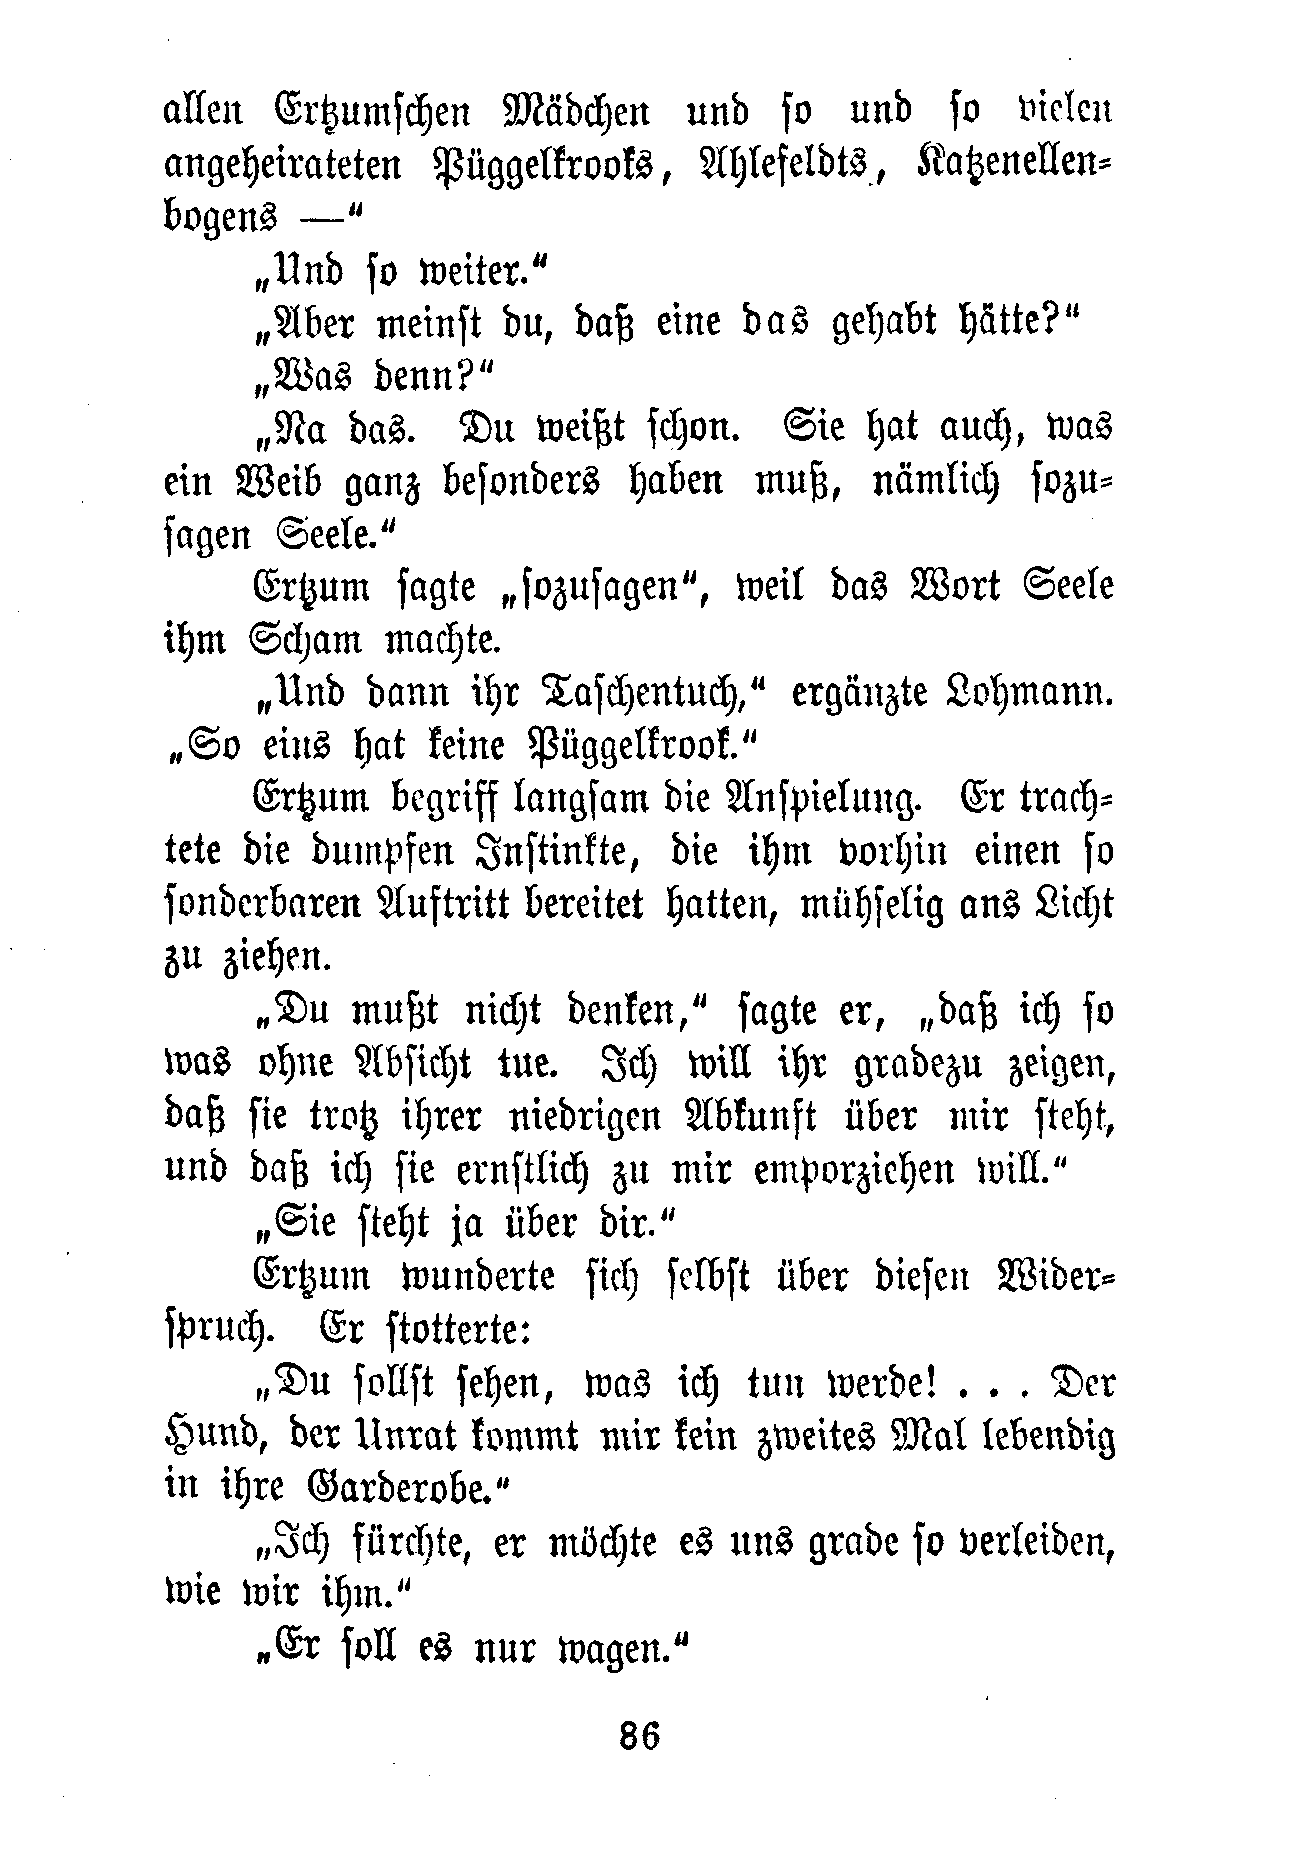 allen Ertzumschen Mädchen und so und so vielen
angeheirateten Püggelkrooks, Ahlefeldts, Katzenellen=
bogens —“
„Und so weiter.“
„Aber meinst du, daß eine das gehabt hätte?“
„Was denn?“
„Na das. Du weißt schon. Sie hat auch, was
ein Weib ganz besonders haben muß, nämlich sozu=
sagen Seele.“
Ertzum sagte „sozusagen“, weil das Wort Seele
ihm Scham machte.
„Und dann ihr Taschentuch,“ ergänzte Lohmann.
„So eins hat keine Püggelkrook.“
Ertzum begriff langsam die Anspielung. Er trach=
tete die dumpfen Instinkte, die ihm vorhin einen so
sonderbaren Auftritt bereitet hatten, mühselig ans Licht
zu ziehen.
„Du mußt nicht denken,“ sagte er, „daß ich so
was ohne Absicht tue. Ich will ihr gradezu zeigen,
daß sie trotz ihrer niedrigen Abkunft über mir steht,
und daß ich sie ernstlich zu mir emporziehen will.“
„Sie steht ja über dir.“
Ertzum wunderte sich selbst über diesen Wider=
spruch. Er stotterte:
„Du sollst sehen, was ich tun werde! . . . Der
Hund, der Unrat kommt mir kein zweites Mal lebendig
in ihre Garderobe.“
„Ich fürchte, er möchte es uns grade so verleiden,
wie wir ihm.“
„Er soll es nur wagen.“
86